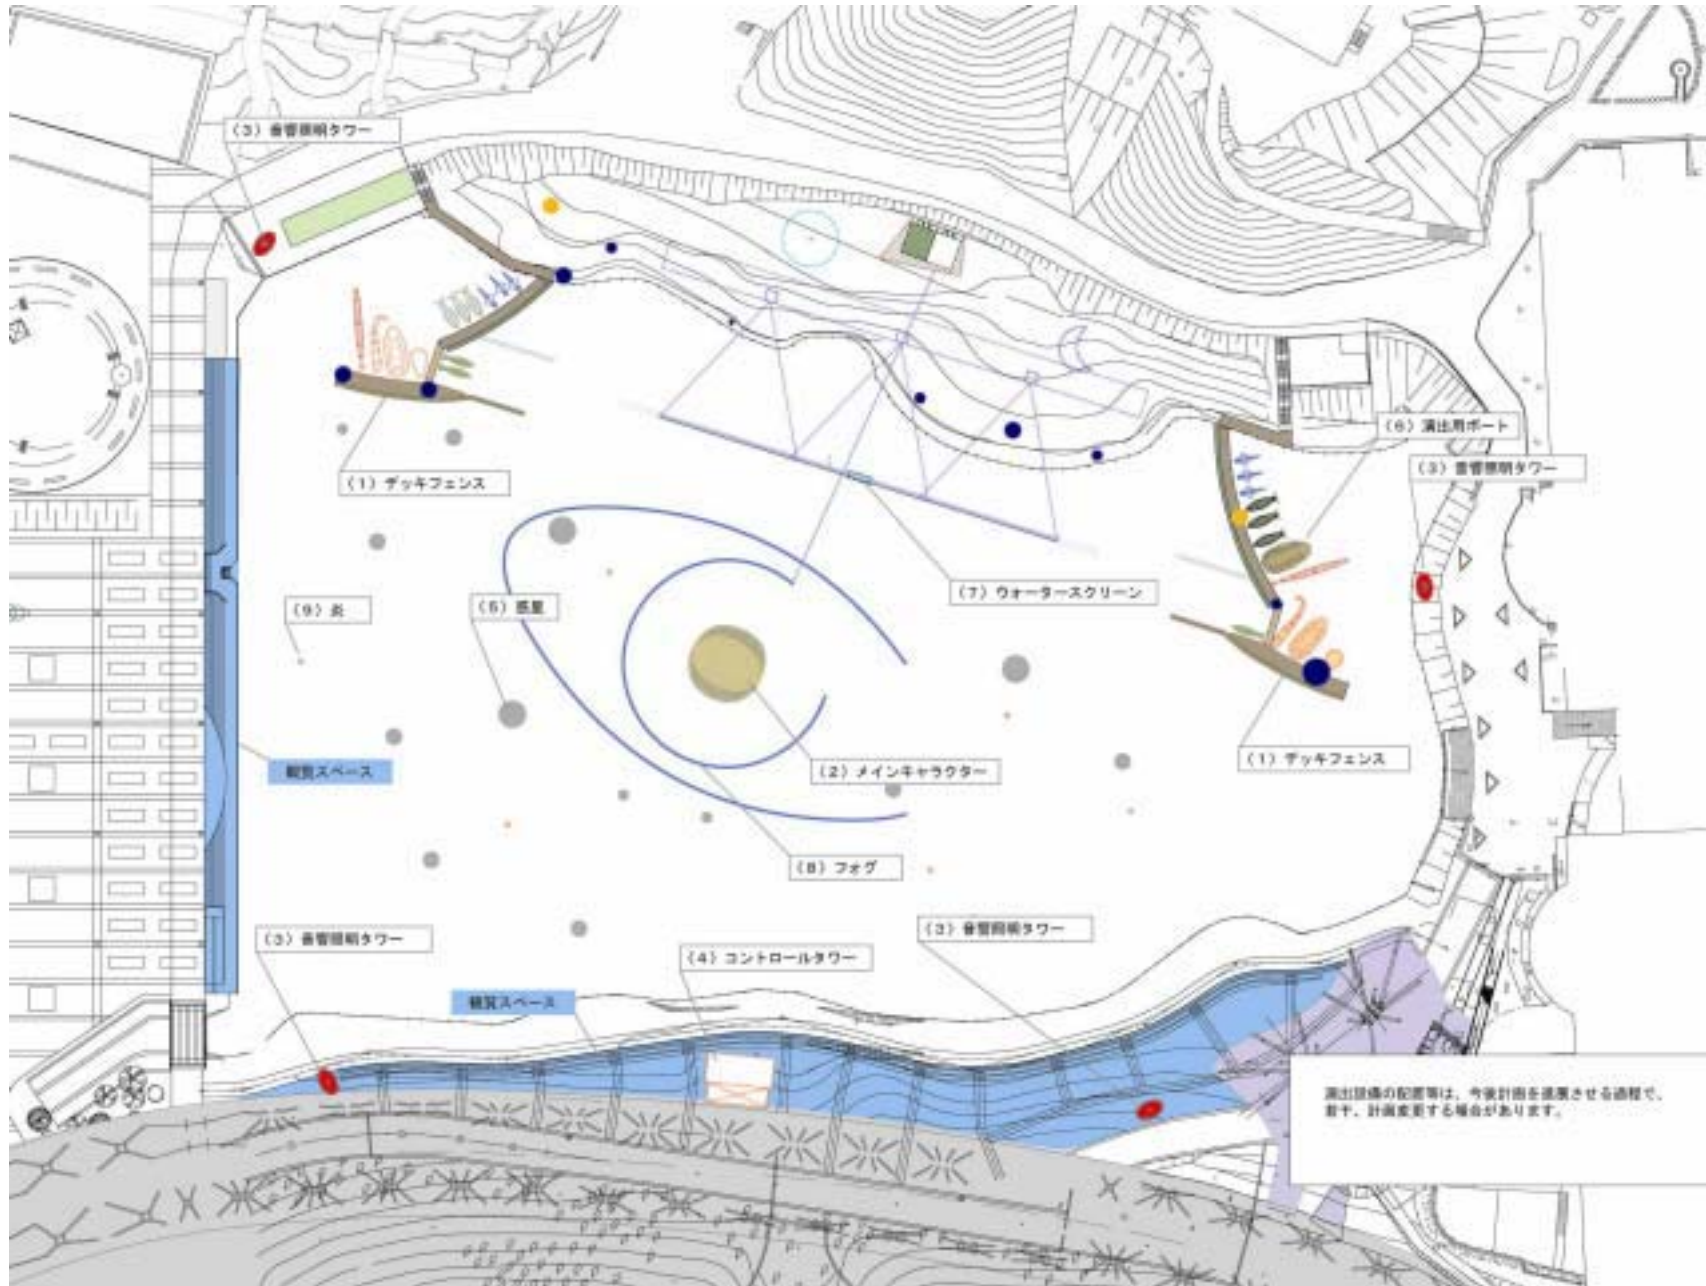 (3) 音響照明タワー
(1) デッキフェンス
(6) 演出用ボート
(3) 音響照明タワー
(7) ウォータースクリーン
(9) 炎
(5) 惑星
観覧スペース
(2) メインキャラクター
(1) デッキフェンス
(8) フォグ
(3) 音響照明タワー
(3) 音響照明タワー
(4) コントロールタワー
観覧スペース
演出設備の配置等は、今後計画を進展させる過程で、
若干、計画変更する場合があります。